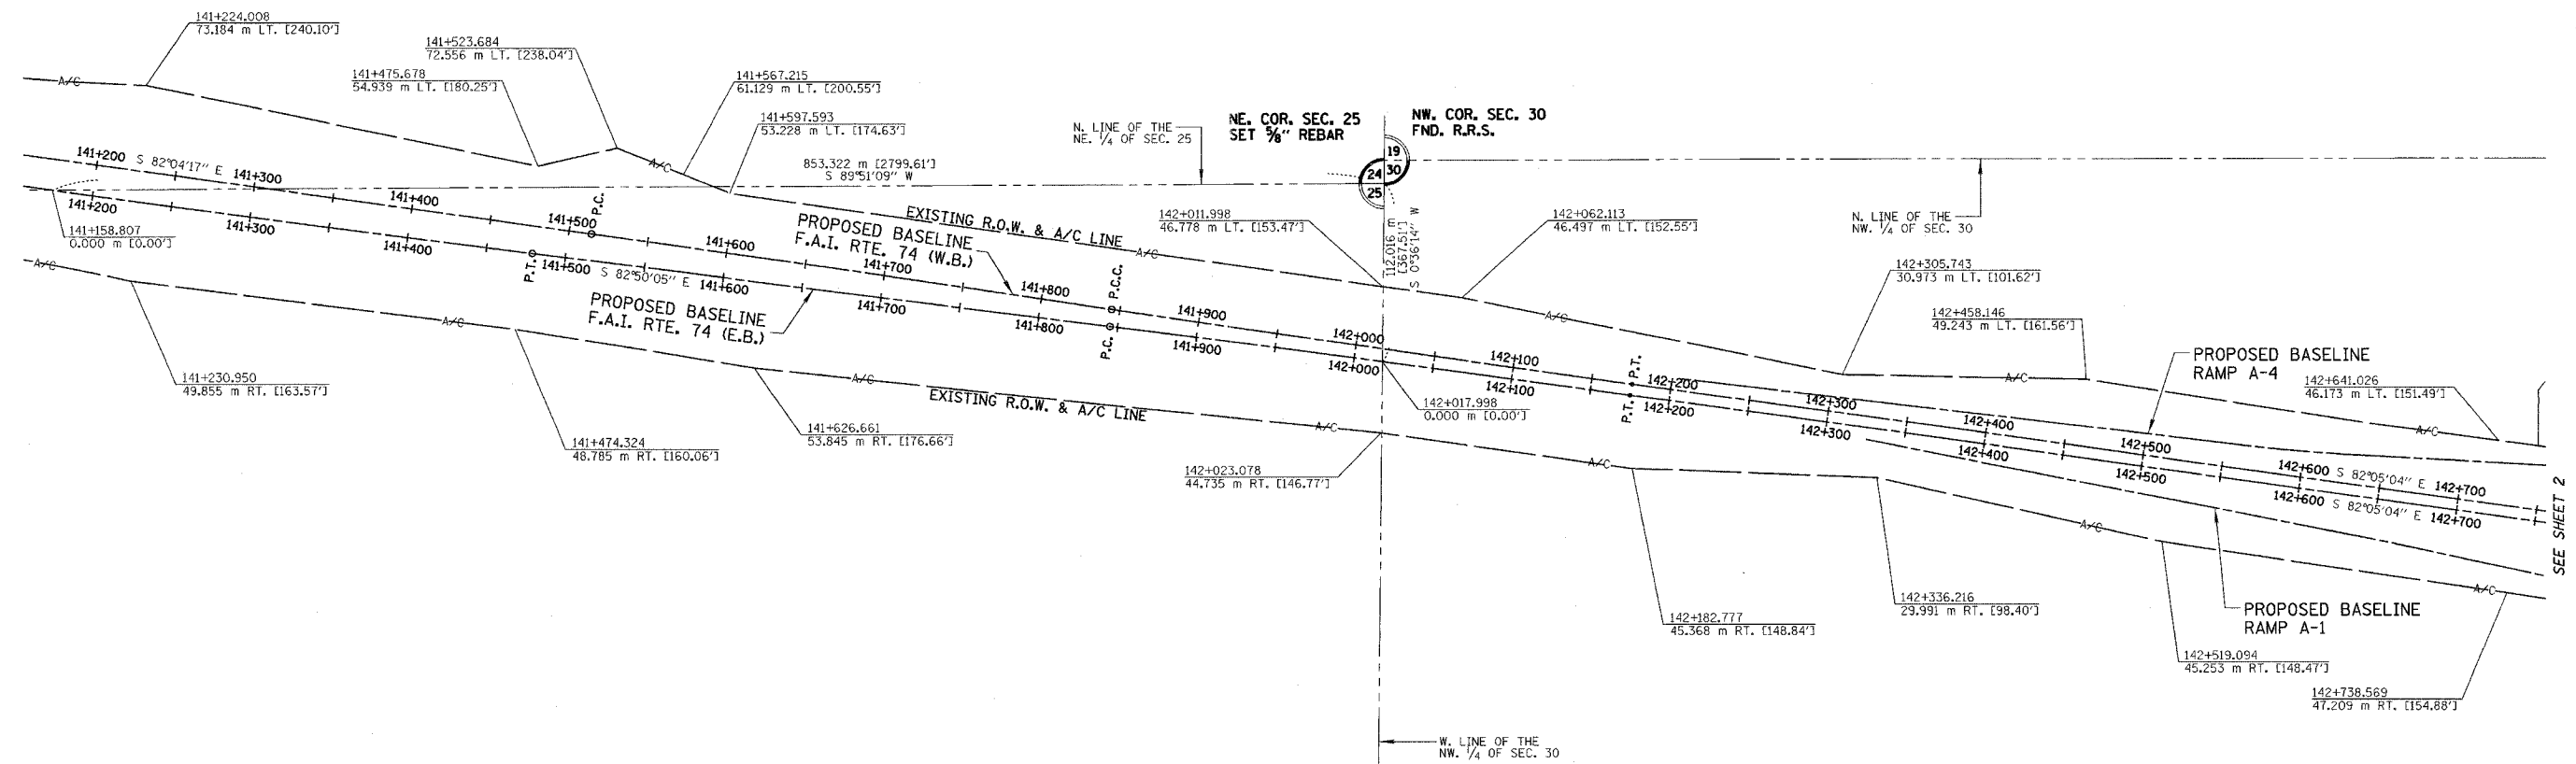 141+224.008
73.184 m LT. [240.10']
141+523.684
72.556 m LT. [238.04']
141+475.678
54.939 m LT. [180.25']
141+567.215
61.129 m LT. [200.55']
141+597.593
53.228 m LT. [174.63']
N. LINE OF THE
NE. 1/4 OF SEC. 25
NE. COR. SEC. 25
SET 5/8" REBAR
NW. COR. SEC. 30
FND. R.R.S.
19
24 30
25
853.322 m [2799.61']
S 89°51'09" W
A/C
A/C
141+200 S 82°04'17" E 141+300
141+400
141+500
P.C.
141+600
141+700
141+800
P.C.C.
141+900
142+000
142+100
P.T.
142+200
142+300
142+400
142+500
142+600 S 82°05'04" E 142+700
141+200
141+300
141+400
P.T.
141+500 S 82°50'05" E 141+600
141+700
141+800
P.C.
141+900
142+000
142+100
P.T.
142+200
142+300
142+400
142+500
142+600 S 82°05'04" E 142+700
141+158.807
0.000 m [0.00']
EXISTING R.O.W. & A/C LINE
A/C
PROPOSED BASELINE
F.A.I. RTE. 74 (W.B.)
PROPOSED BASELINE
F.A.I. RTE. 74 (E.B.)
142+011.998
46.778 m LT. [153.47']
112.016 m
[367.51']
S 0°36'14" W
142+062.113
46.497 m LT. [152.55']
N. LINE OF THE
NW. 1/4 OF SEC. 30
142+305.743
30.973 m LT. [101.62']
A/C
142+458.146
49.243 m LT. [161.56']
A/C
PROPOSED BASELINE
RAMP A-4
142+641.026
46.173 m LT. [151.49']
A/C
A/C
141+230.950
49.855 m RT. [163.57']
A/C
141+474.324
48.785 m RT. [160.06']
141+626.661
53.845 m RT. [176.66']
A/C
EXISTING R.O.W. & A/C LINE
A/C
142+017.998
0.000 m [0.00']
142+023.078
44.735 m RT. [146.77']
A/C
142+182.777
45.368 m RT. [148.84']
142+336.216
29.991 m RT. [98.40']
A/C
PROPOSED BASELINE
RAMP A-1
142+519.094
45.253 m RT. [148.47']
A/C
142+738.569
47.209 m RT. [154.88']
SEE SHEET 2
W. LINE OF THE
NW. 1/4 OF SEC. 30